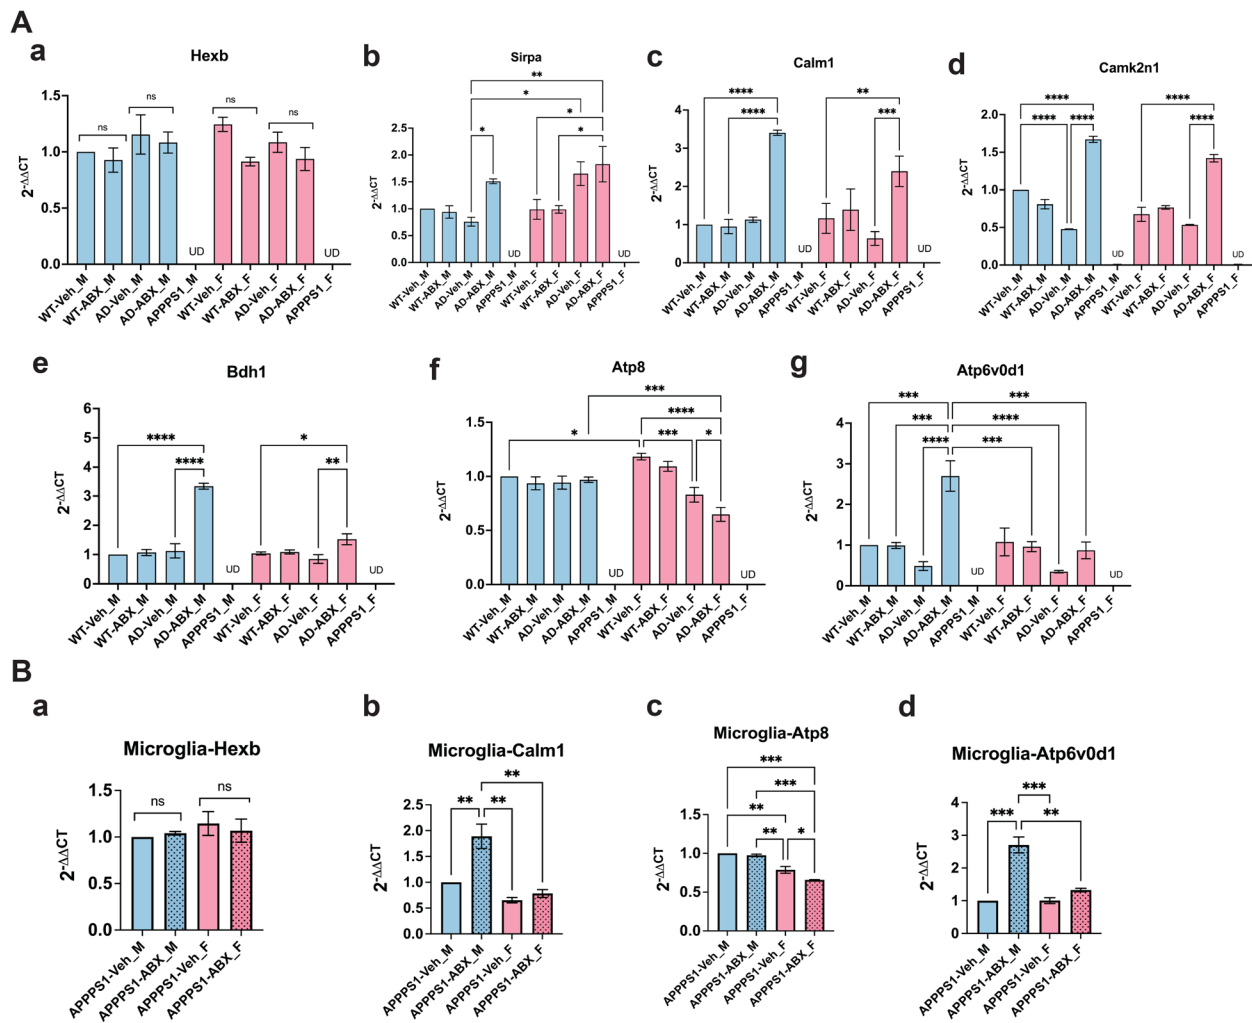 A
a
Hexb
2-ΔΔCT
1.5
1.0
0.5
0.0
ns
ns
ns
ns
UD
UD
WT-Veh_M
WT-ABX_M
AD-Veh_M
AD-ABX_M
APPPS1_M
WT-Veh_F
WT-ABX_F
AD-Veh_F
AD-ABX_F
APPPS1_F
b
Sirpa
2-ΔΔCT
2.5
2.0
1.5
1.0
0.5
0.0
**
*
*
*
*
UD
UD
WT-Veh_M
WT-ABX_M
AD-Veh_M
AD-ABX_M
APPPS1_M
WT-Veh_F
WT-ABX_F
AD-Veh_F
AD-ABX_F
APPPS1_F
c
Calm1
2-ΔΔCT
4
3
2
1
0
****
**
****
***
UD
UD
WT-Veh_M
WT-ABX_M
AD-Veh_M
AD-ABX_M
APPPS1_M
WT-Veh_F
WT-ABX_F
AD-Veh_F
AD-ABX_F
APPPS1_F
d
Camk2n1
2-ΔΔCT
2.0
1.5
1.0
0.5
0.0
****
****
**** ****
****
UD
UD
WT-Veh_M
WT-ABX_M
AD-Veh_M
AD-ABX_M
APPPS1_M
WT-Veh_F
WT-ABX_F
AD-Veh_F
AD-ABX_F
APPPS1_F
e
Bdh1
2-ΔΔCT
6
5
4
3
2
1
0
****
*
****
**
UD
UD
WT-Veh_M
WT-ABX_M
AD-Veh_M
AD-ABX_M
APPPS1_M
WT-Veh_F
WT-ABX_F
AD-Veh_F
AD-ABX_F
APPPS1_F
f
Atp8
2-ΔΔCT
1.5
1.0
0.5
0.0
***
****
*
***
*
UD
UD
WT-Veh_M
WT-ABX_M
AD-Veh_M
AD-ABX_M
APPPS1_M
WT-Veh_F
WT-ABX_F
AD-Veh_F
AD-ABX_F
APPPS1_F
g
Atp6v0d1
2-ΔΔCT
4
3
2
1
0
***
***
***
****
****
***
UD
UD
WT-Veh_M
WT-ABX_M
AD-Veh_M
AD-ABX_M
APPPS1_M
WT-Veh_F
WT-ABX_F
AD-Veh_F
AD-ABX_F
APPPS1_F
B
a
Microglia-Hexb
2-ΔΔCT
1.5
1.0
0.5
0.0
ns
ns
APPPS1-Veh_M
APPPS1-ABX_M
APPPS1-Veh_F
APPPS1-ABX_F
b
Microglia-Calm1
2-ΔΔCT
2.5
2.0
1.5
1.0
0.5
0.0
**
**
**
APPPS1-Veh_M
APPPS1-ABX_M
APPPS1-Veh_F
APPPS1-ABX_F
c
Microglia-Atp8
2-ΔΔCT
1.5
1.0
0.5
0.0
***
***
**
**
*
APPPS1-Veh_M
APPPS1-ABX_M
APPPS1-Veh_F
APPPS1-ABX_F
d
Microglia-Atp6v0d1
2-ΔΔCT
4
3
2
1
0
***
***
**
APPPS1-Veh_M
APPPS1-ABX_M
APPPS1-Veh_F
APPPS1-ABX_F